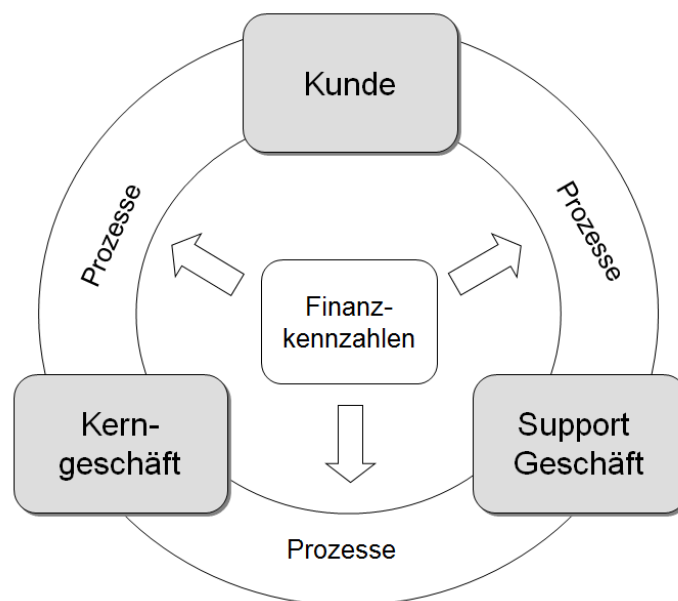 Kunde
Prozesse
Prozesse
Finanz-
kennzahlen
Kern-
geschäft
Support
Geschäft
Prozesse